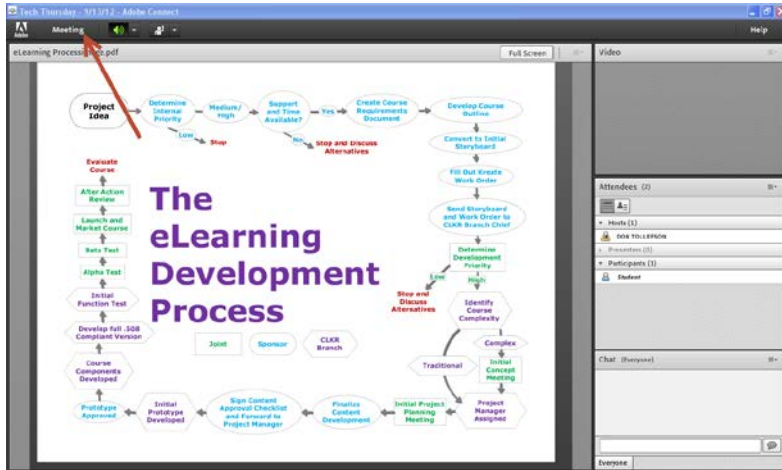 Tech Thursday - 3/13/12 - Adobe Connect
Adobe
Meeting
Help
eLearning Process
.pdf
Full Screen
Video
Project
Idea
Determine
Internal
Priority
Medium/
High
Support
and Time
Available?
Yes
Create Course
Requirements
Document
Develop Course
Outline
Low
Stop
No
Stop and Discuss
Alternatives
Convert to Initial
Storyboard
Fill Out Kreate
Work Order
Send Storyboard
and Work Order to
CLKR Branch Chief
Determine
Development
Priority
Low
High
Stop and
Discuss
Alternatives
Identify
Course
Complexity
Complex
Traditional
Initial
Concept
Meeting
Project
Manager
Assigned
Initial Project
Planning
Meeting
Finalize
Content
Development
Sign Content
Approval Checklist
and Forward to
Project Manager
Initial
Prototype
Developed
Prototype
Approved
Course
Components
Developed
Develop full .508
Compliant Version
Initial
Function Test
Alpha Test
Beta Test
Launch and
Market Course
After Action
Review
Evaluate
Course
The
eLearning
Development
Process
Joint
Sponsor
CLKR
Branch
Attendees (2)
Hosts (1)
DON TOLLEFSON
Presenters (0)
Participants (1)
Student
Chat (Everyone)
Everyone